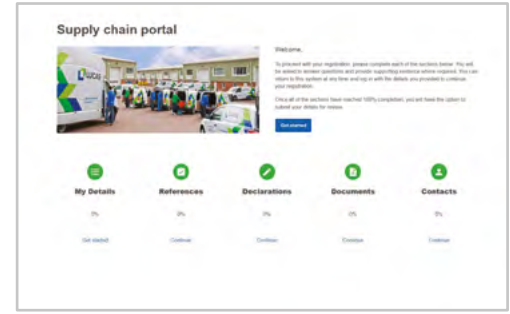 Supply chain portal
Welcome,
To proceed with your registration, please complete each of the sections below. You will
be asked to answer questions and provide supporting evidence where required. You can
return to this system at any time and log in with the details you provided to continue
your registration.
Once all of the sections have reached 100% completion, you will have the option to
submit your details for review.
Get started
My Details References Declarations Documents Contacts
0% 0% 0% 0% 0%
Get started Continue Continue Continue Continue